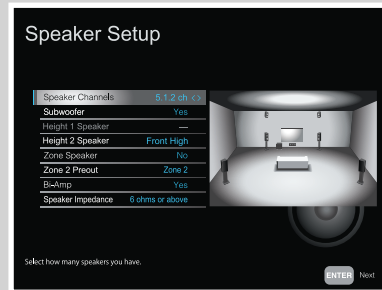 Speaker Setup
Speaker Channels 5.1.2 ch < >
Subwoofer Yes
Height 1 Speaker —
Height 2 Speaker Front High
Zone Speaker No
Zone 2 Preout Zone 2
Bi-Amp Yes
Speaker Impedance 6 ohms or above
Select how many speakers you have.
ENTER Next